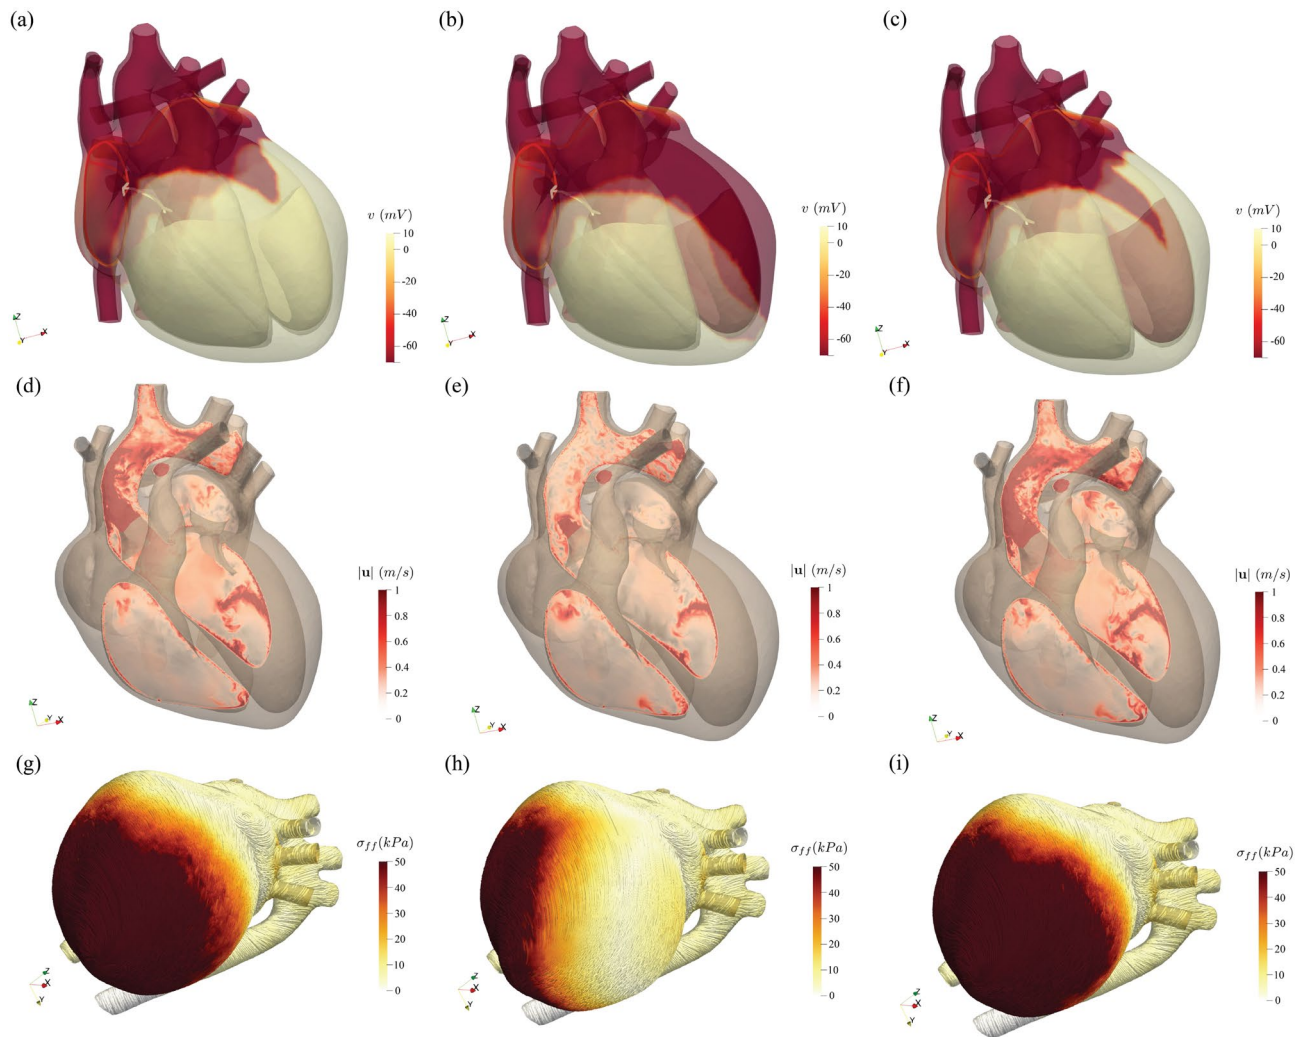 (a)
(b)
(c)
v (mV)
10
0
-20
-40
-60
Z
X
Y
v (mV)
10
0
-20
-40
-60
Z
X
Y
v (mV)
10
0
-20
-40
-60
Z
X
Y
(d)
(e)
(f)
|u| (m/s)
1
0.8
0.6
0.4
0.2
0
Z
Y
X
|u| (m/s)
1
0.8
0.6
0.4
0.2
0
Z
Y
X
|u| (m/s)
1
0.8
0.6
0.4
0.2
0
Z
Y
X
(g)
(h)
(i)
σff(kPa)
50
40
30
20
10
0
Z
X
Y
σff(kPa)
50
40
30
20
10
0
Z
X
Y
σff(kPa)
50
40
30
20
10
0
Z
X
Y